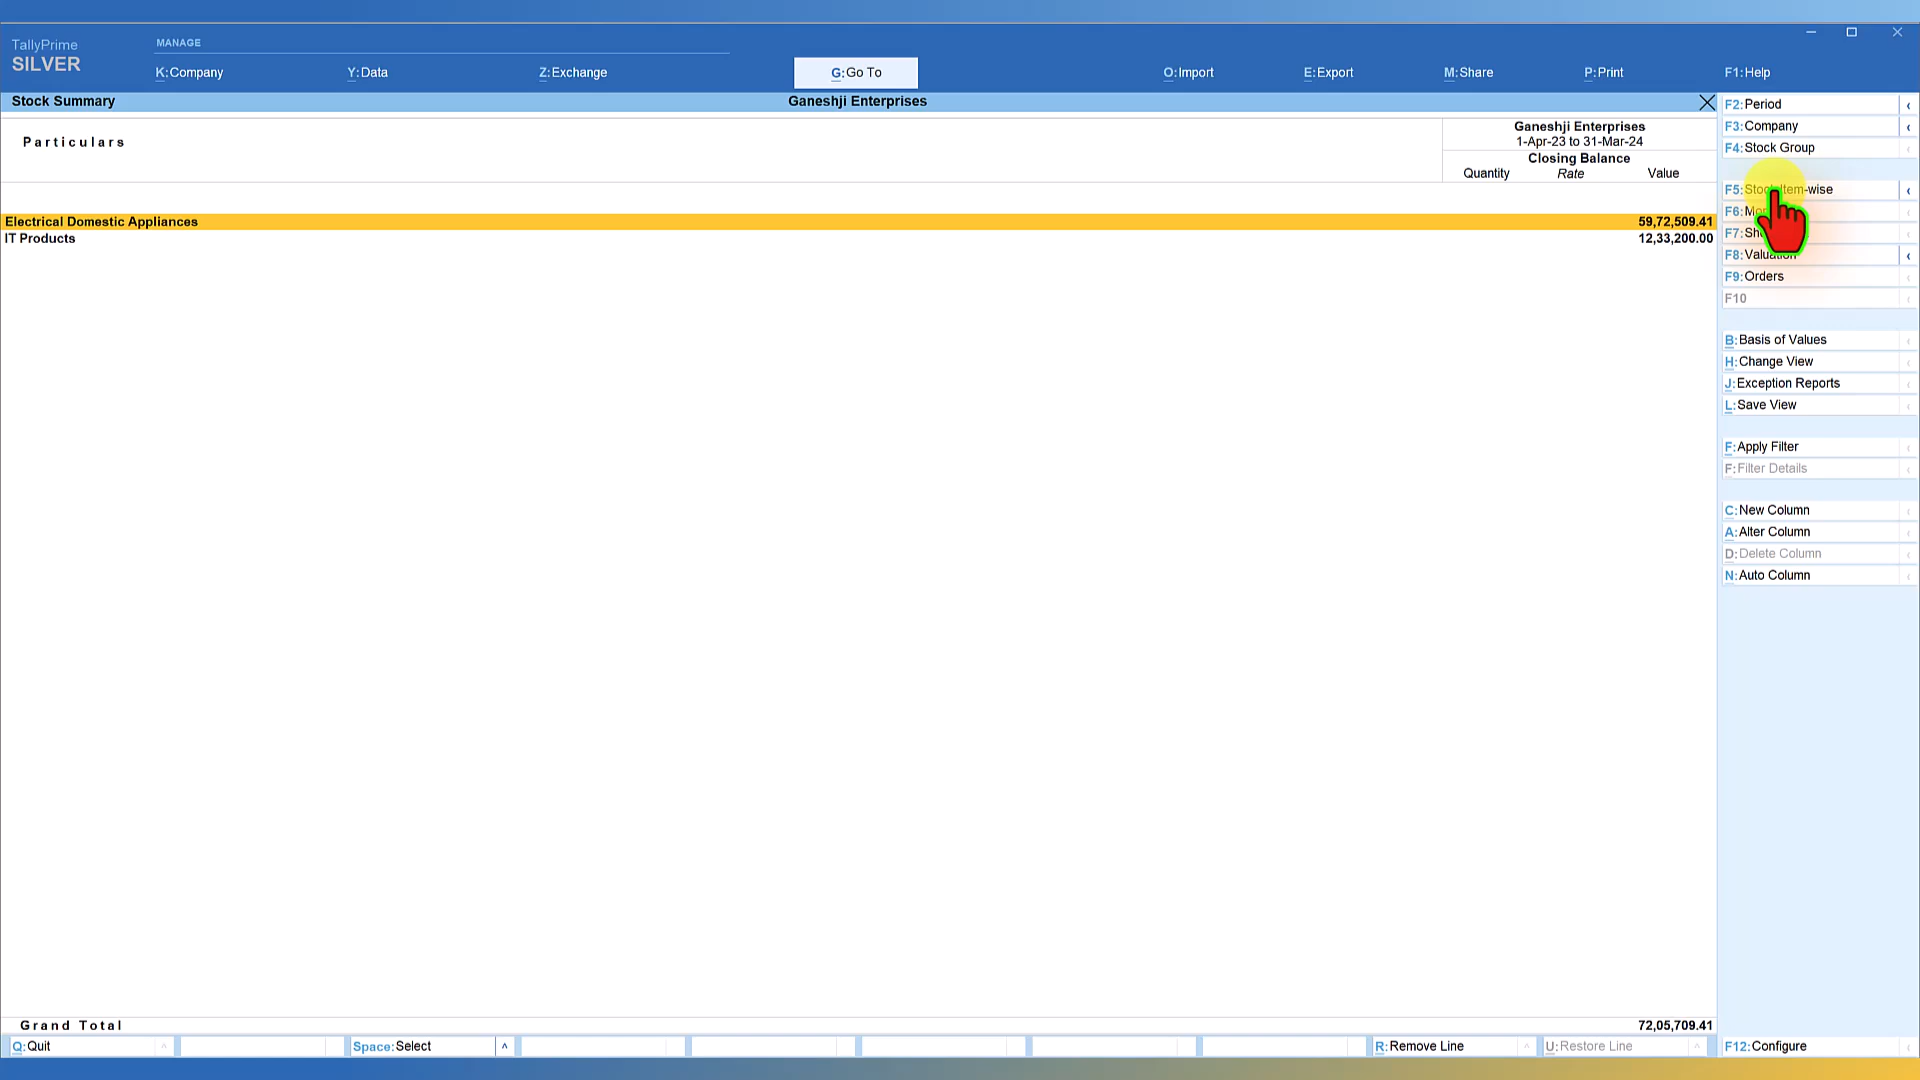 TallyPrime
SILVER
MANAGE
K:Company
Y:Data
Z:Exchange
G:Go To
O:Import
E:Export
M:Share
P:Print
F1:Help
Stock Summary
Ganeshji Enterprises
Particulars
Ganeshji Enterprises
1-Apr-23 to 31-Mar-24
Closing Balance
Quantity Rate Value
Electrical Domestic Appliances 59,72,509.41
IT Products 12,33,200.00
Grand Total 72,05,709.41
F2:Period
F3:Company
F4:Stock Group
F5: Item-wise
F6:
F7:
F8:Valuation
F9:Orders
F10
B:Basis of Values
H:Change View
J:Exception Reports
L:Save View
F:Apply Filter
F:Filter Details
C:New Column
A:Alter Column
D:Delete Column
N:Auto Column
Q:Quit
Space:Select
R:Remove Line
U:Restore Line
F12:Configure